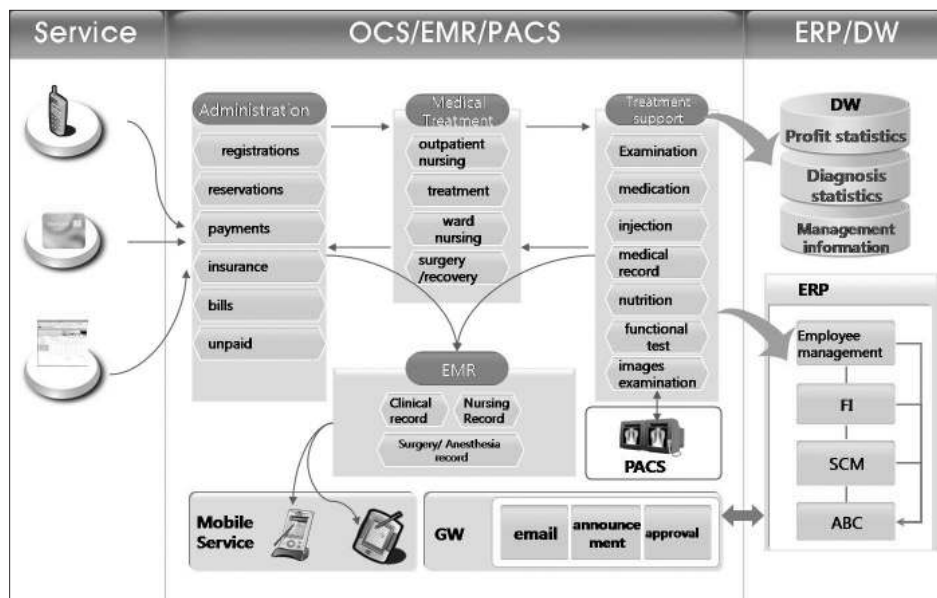 Service
OCS/EMR/PACS
ERP/DW
Administration
registrations
reservations
payments
insurance
bills
unpaid
Medical
Treatment
outpatient
nursing
treatment
ward
nursing
surgery
/recovery
Treatment
support
Examination
medication
injection
medical
record
nutrition
functional
test
images
examination
EMR
Clinical
record
Nursing
Record
Surgery/ Anesthesia
record
PACS
Mobile
Service
GW
email
announce
ment
approval
DW
Profit statistics
Diagnosis
statistics
Management
information
ERP
Employee
management
FI
SCM
ABC